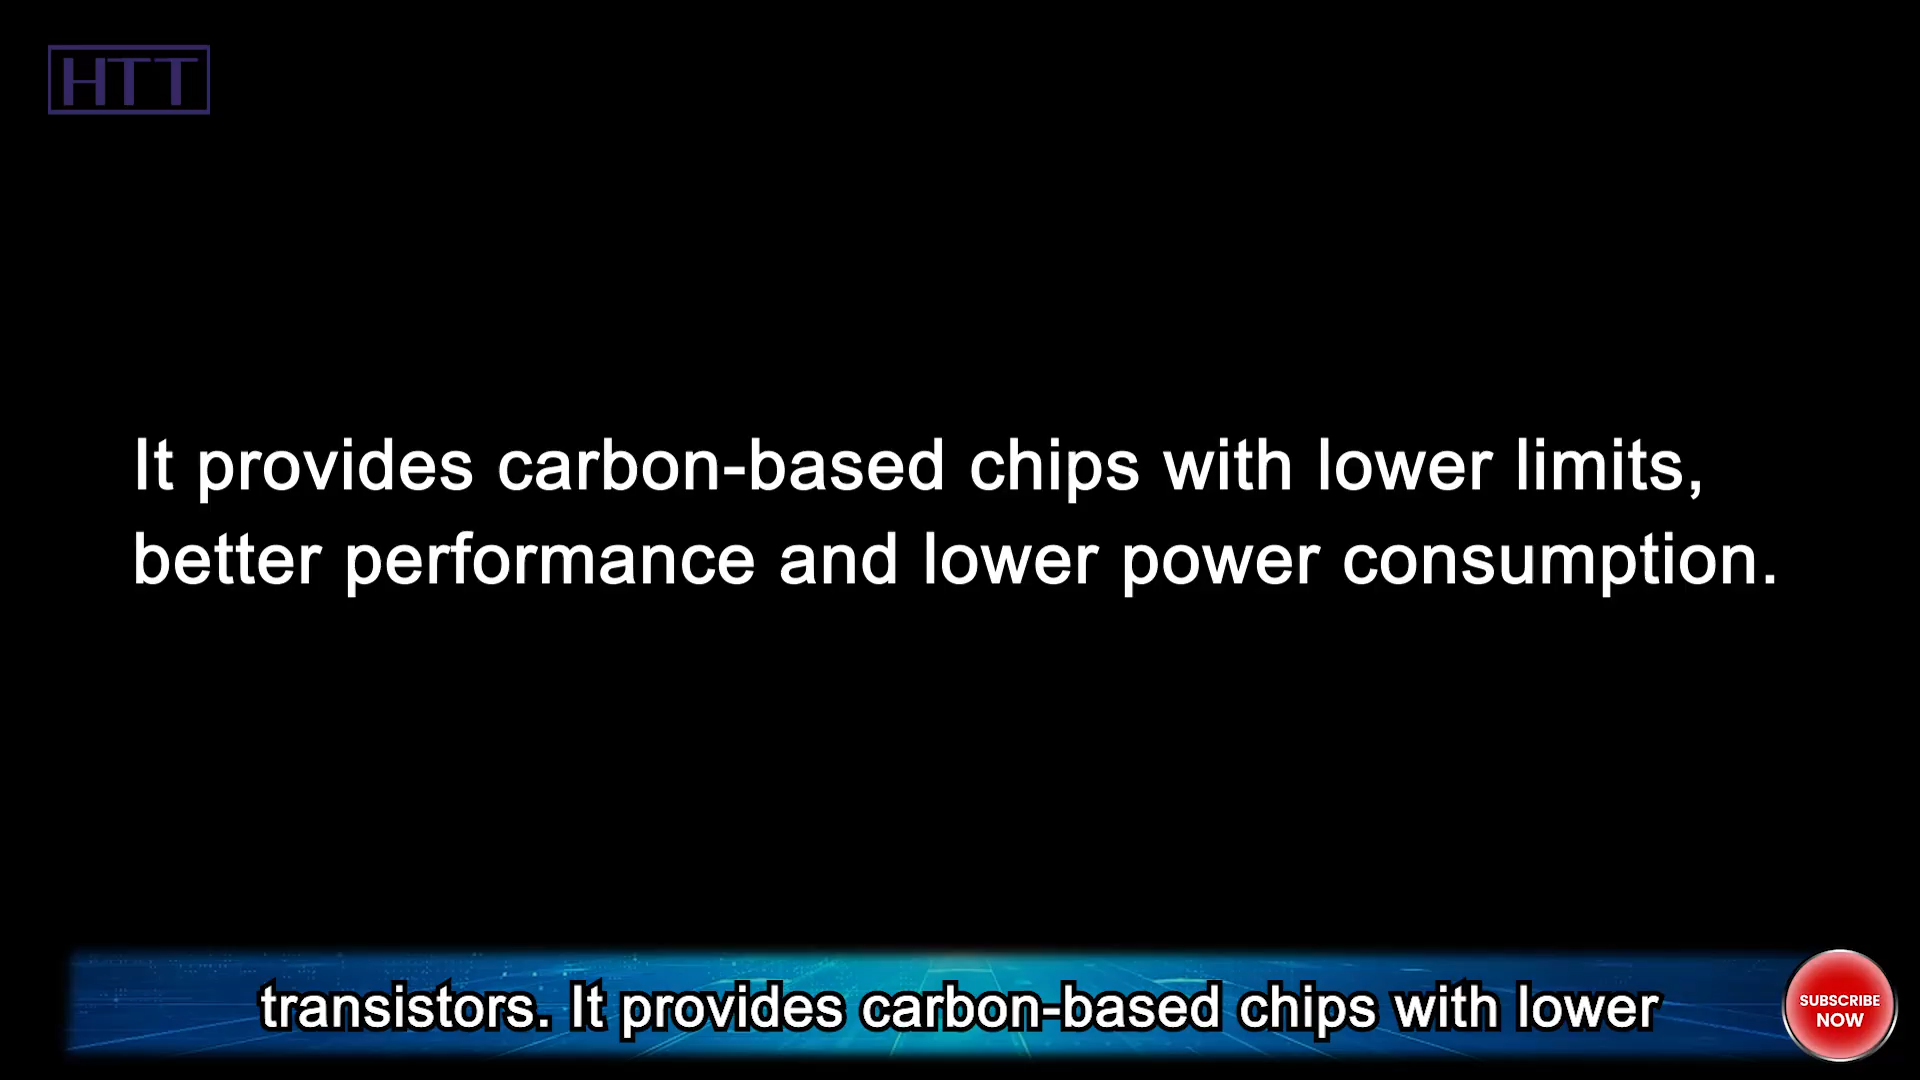 HTT
It provides carbon-based chips with lower limits,
better performance and lower power consumption.
transistors. It provides carbon-based chips with lower
SUBSCRIBE
NOW